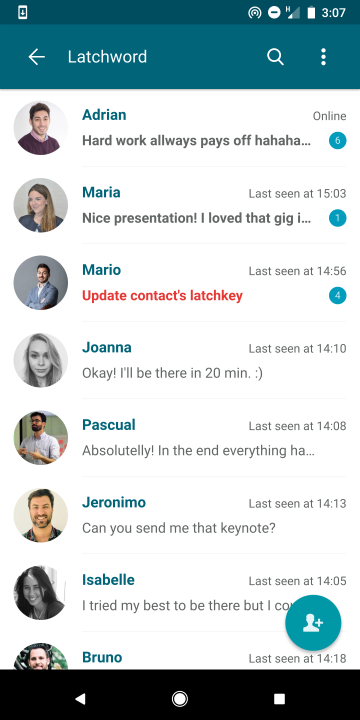 H 3:07
Latchword
Adrian Online
Hard work allways pays off hahaha... 6
Maria Last seen at 15:03
Nice presentation! I loved that gig i... 1
Mario Last seen at 14:56
Update contact's latchkey 4
Joanna Last seen at 14:10
Okay! I'll be there in 20 min. :)
Pascual Last seen at 14:08
Absolutelly! In the end everything ha...
Jeronimo Last seen at 14:13
Can you send me that keynote?
Isabelle Last seen at 14:05
I tried my best to be there but I
Bruno Last seen at 14:18